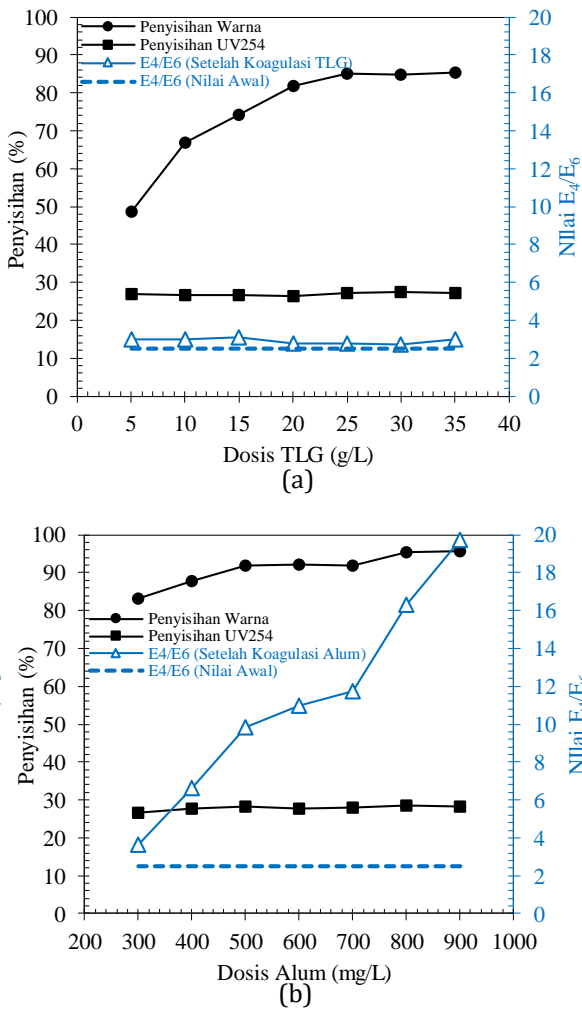 Penyisihan Warna
Penyisihan UV254
E4/E6 (Setelah Koagulasi TLG)
E4/E6 (Nilai Awal)
100
90
80
70
60
50
40
30
20
10
0
Penyisihan (%)
20
18
16
14
12
10
8
6
4
2
0
NIlai E4/E6
0 5 10 15 20 25 30 35 40
Dosis TLG (g/L)
(a)
100
90
80
70
60
50
40
30
20
10
0
Penyisihan (%)
Penyisihan Warna
Penyisihan UV254
E4/E6 (Setelah Koagulasi Alum)
E4/E6 (Nilai Awal)
20
18
16
14
12
10
8
6
4
2
0
NIlai E4/E6
200 300 400 500 600 700 800 900 1000
Dosis Alum (mg/L)
(b)